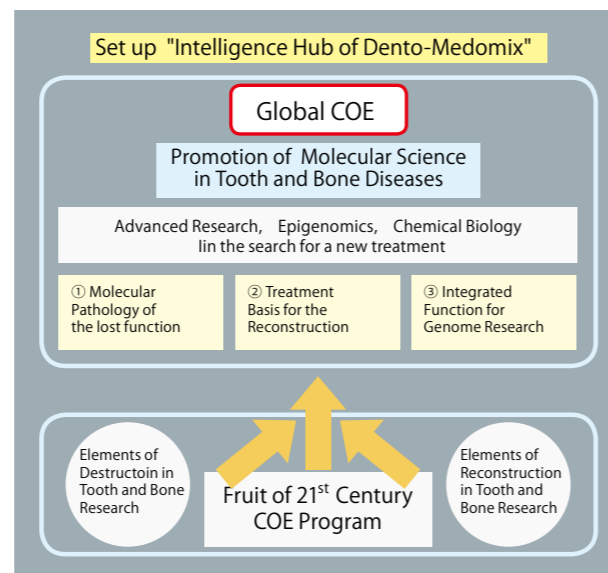 Set up "Intelligence Hub of Dento-Medomix"
Global COE
Promotion of Molecular Science
in Tooth and Bone Diseases
Advanced Research, Epigenomics, Chemical Biology
Iin the search for a new treatment
① Molecular
Pathology of
the lost function
② Treatment
Basis for the
Reconstruction
③ Integrated
Function for
Genome Research
Elements of
Destructoin in
Tooth and Bone
Research
Fruit of 21st Century
COE Program
Elements of
Reconstruction
in Tooth and
Bone Research